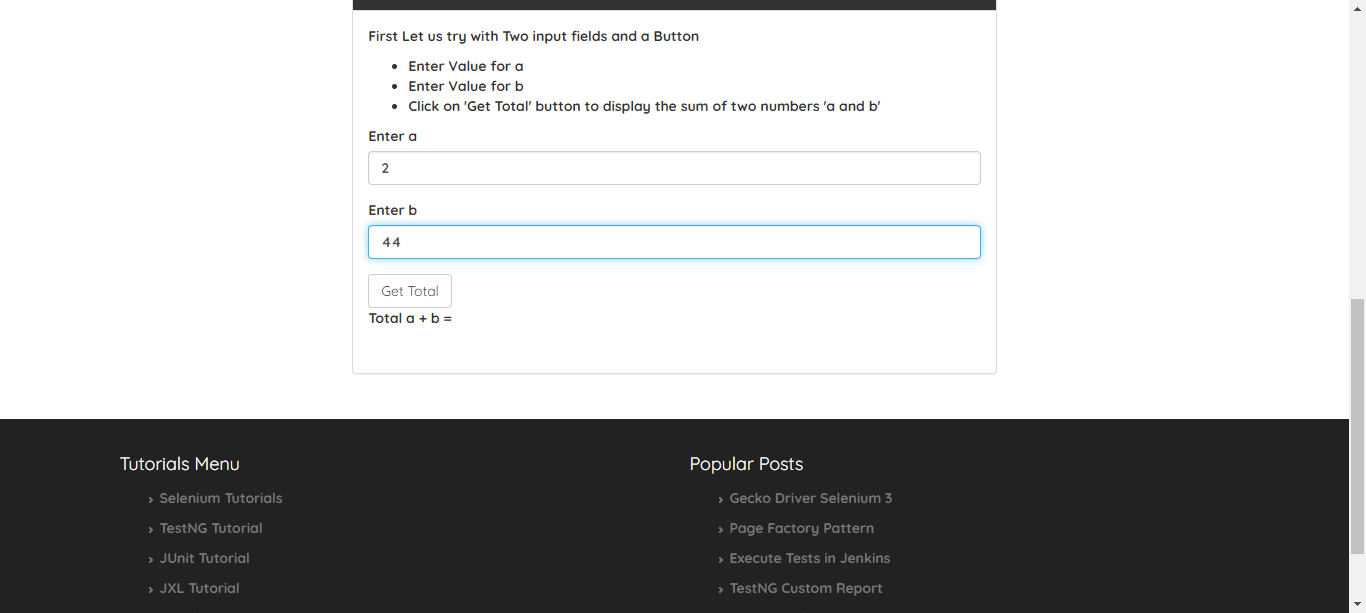 First Let us try with Two input fields and a Button
Enter Value for a
Enter Value for b
Click on 'Get Total' button to display the sum of two numbers 'a and b'
Enter a
2
Enter b
44
Get Total
Total a + b =
Tutorials Menu
Selenium Tutorials
TestNG Tutorial
JUnit Tutorial
JXL Tutorial
Popular Posts
Gecko Driver Selenium 3
Page Factory Pattern
Execute Tests in Jenkins
TestNG Custom Report